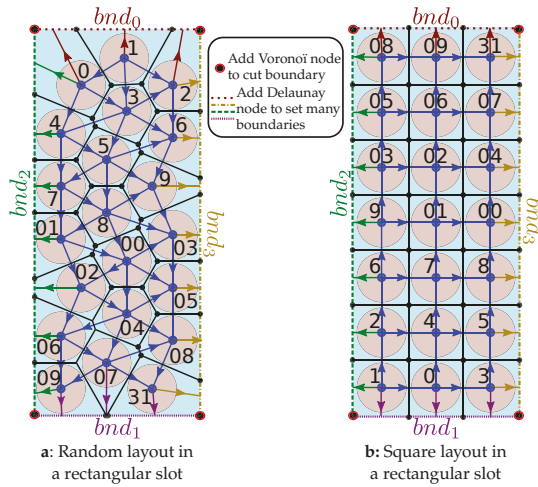 bnd₀
1
0
2
3
4
6
5
9
7
8
01
03
00
02
05
04
06
08
07
09
31
bnd₂
bnd₃
bnd₁
a: Random layout in
a rectangular slot
Add Voronoï node
to cut boundary
Add Delaunay
node to set many
boundaries
bnd₀
08 09 31
05 06 07
03 02 04
9 01 00
6 7 8
2 4 5
1 0 3
bnd₂
bnd₃
bnd₁
b: Square layout in
a rectangular slot